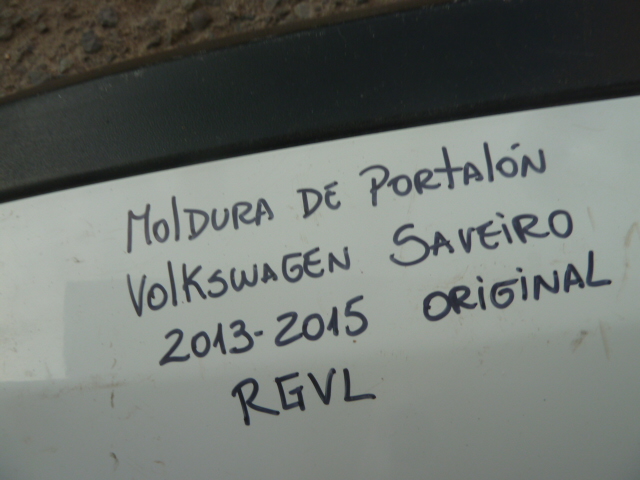 MOlDURA DE PORtAlÓN
VOlKSWAGEN SAVEiRO
2013-2015 ORiGiNAL
RGVL